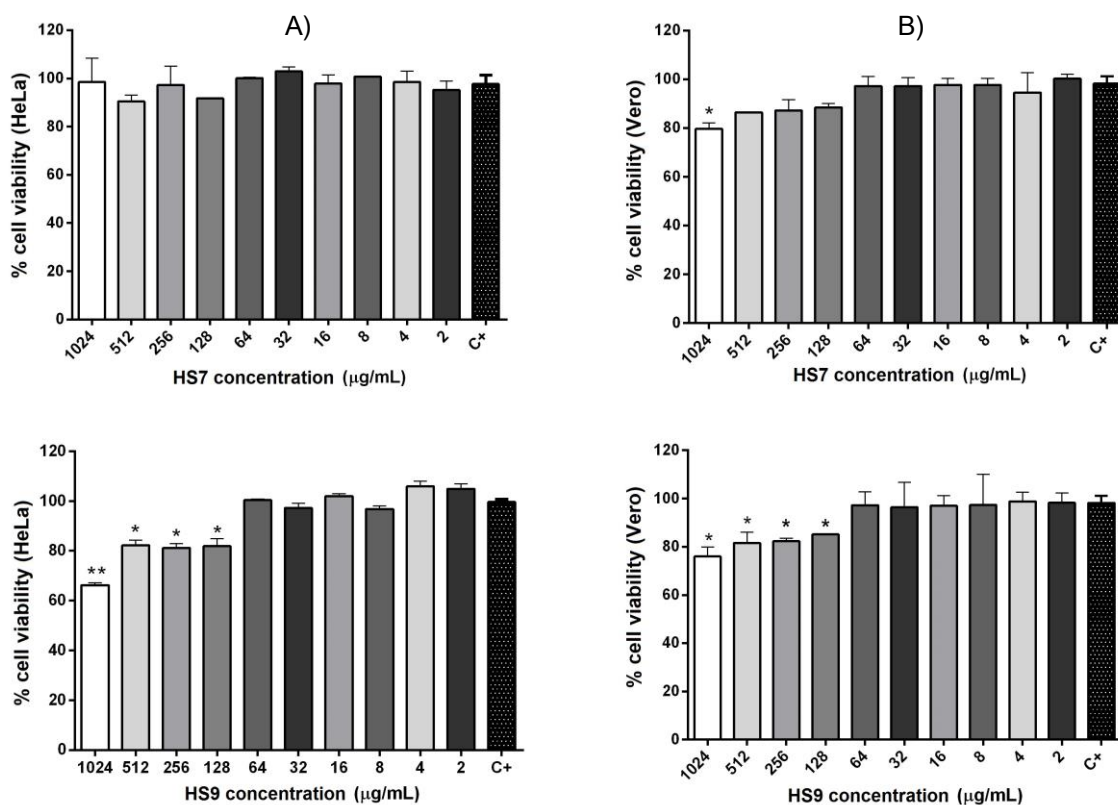 A)
120
100
80
60
40
20
0
% cell viability (HeLa)
1024 512 256 128 64 32 16 8 4 2 C+
HS7 concentration (µg/mL)
B)
120
100
80
60
40
20
0
% cell viability (Vero)
*
1024 512 256 128 64 32 16 8 4 2 C+
HS7 concentration (µg/mL)
120
100
80
60
40
20
0
% cell viability (HeLa)
** * * *
1024 512 256 128 64 32 16 8 4 2 C+
HS9 concentration (µg/mL)
120
100
80
60
40
20
0
% cell viability (Vero)
* * * *
1024 512 256 128 64 32 16 8 4 2 C+
HS9 concentration (µg/mL)